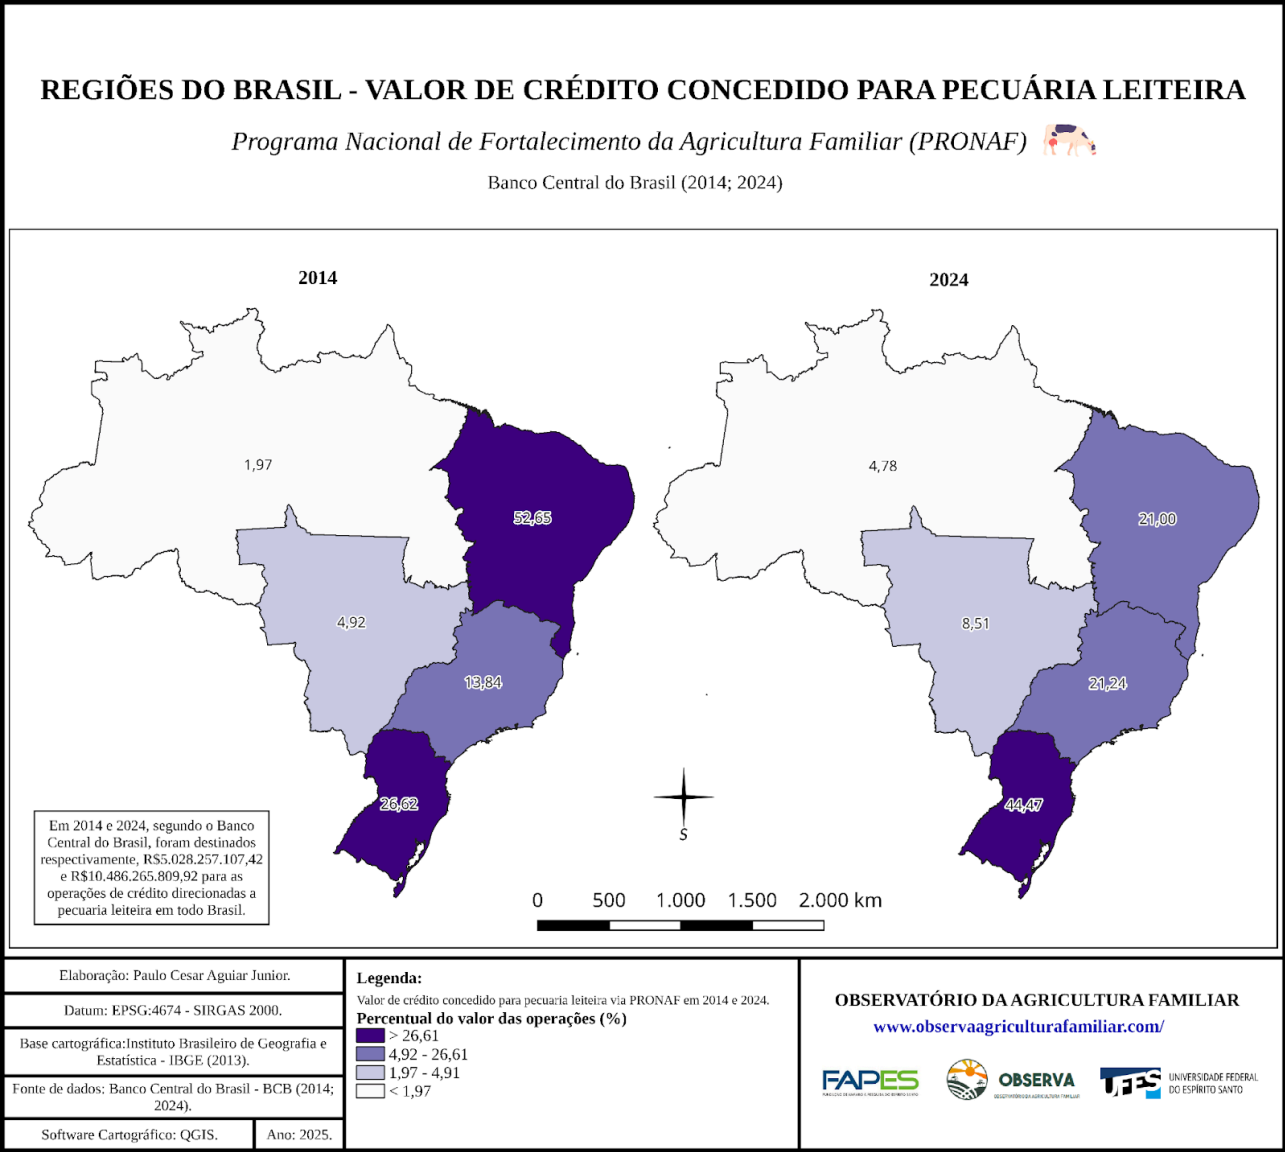 REGIÕES DO BRASIL - VALOR DE CRÉDITO CONCEDIDO PARA PECUÁRIA LEITEIRA
Programa Nacional de Fortalecimento da Agricultura Familiar (PRONAF)
Banco Central do Brasil (2014; 2024)
2014
2024
1,97
52,65
4,92
13,84
26,62
4,78
21,00
8,51
21,24
44,47
S
Em 2014 e 2024, segundo o Banco
Central do Brasil, foram destinados
respectivamente, R$5.028.257.107,42
e R$10.486.265.809,92 para as
operações de crédito direcionadas a
pecuaria leiteira em todo Brasil.
0 500 1.000 1.500 2.000 km
Elaboração: Paulo Cesar Aguiar Junior.
Datum: EPSG:4674 - SIRGAS 2000.
Base cartográfica:Instituto Brasileiro de Geografia e
Estatística - IBGE (2013).
Fonte de dados: Banco Central do Brasil - BCB (2014;
2024).
Software Cartográfico: QGIS.
Ano: 2025.
Legenda:
Valor de crédito concedido para pecuaria leiteira via PRONAF em 2014 e 2024.
Percentual do valor das operações (%)
> 26,61
4,92 - 26,61
1,97 - 4,91
< 1,97
OBSERVATÓRIO DA AGRICULTURA FAMILIAR
www.observaagriculturafamiliar.com/
FAPES
OBSERVA
OBSERVATÓRIO DA AGRICULTURA FAMILIAR
UFES
UNIVERSIDADE FEDERAL
DO ESPÍRITO SANTO